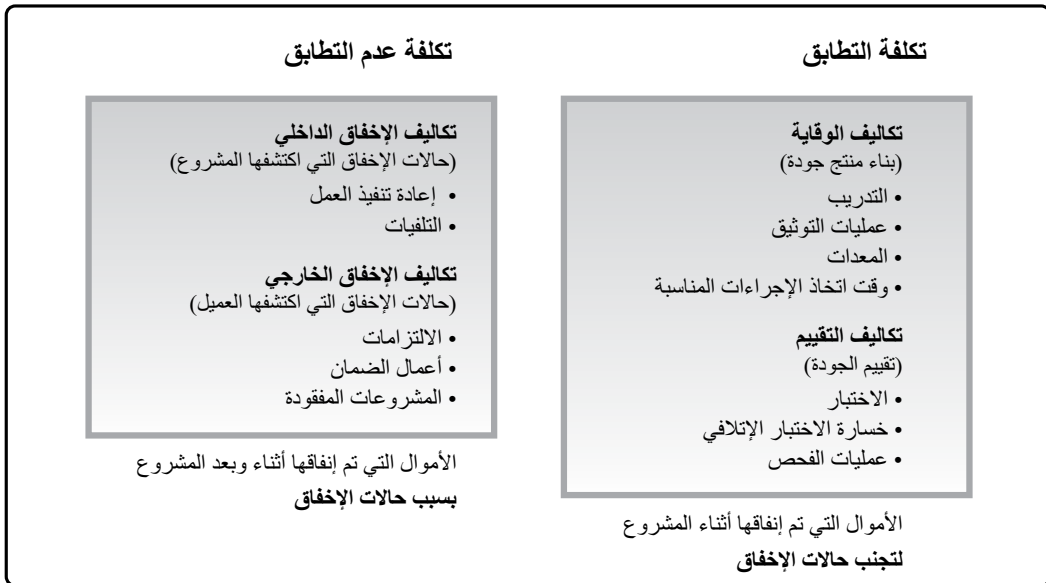 تكلفة التطابق
تكاليف الوقاية
(بناء منتج جودة)
• التدريب
• عمليات التوثيق
• المعدات
• وقت اتخاذ الإجراءات المناسبة
تكاليف التقييم
(تقييم الجودة)
• الاختبار
• خسارة الاختبار الإتلافي
• عمليات الفحص
الأموال التي تم إنفاقها أثناء المشروع
لتجنب حالات الإخفاق
تكلفة عدم التطابق
تكاليف الإخفاق الداخلي
(حالات الإخفاق التي اكتشفها المشروع)
• إعادة تنفيذ العمل
• التلفيات
تكاليف الإخفاق الخارجي
(حالات الإخفاق التي اكتشفها العميل)
• الالتزامات
• أعمال الضمان
• المشروعات المفقودة
الأموال التي تم إنفاقها أثناء وبعد المشروع
بسبب حالات الإخفاق